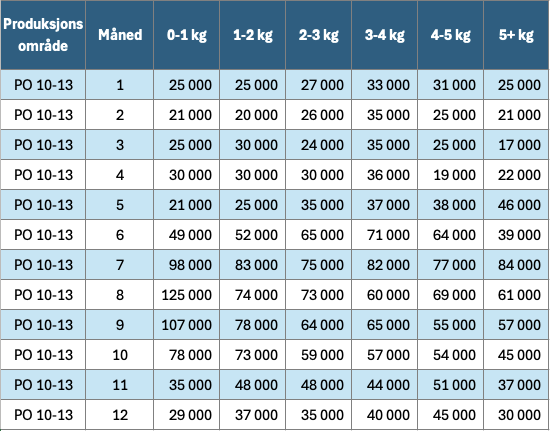 Produksjons område Måned 0-1 kg 1-2 kg 2-3 kg 3-4 kg 4-5 kg 5+ kg
PO 10-13 1 25 000 25 000 27 000 33 000 31 000 25 000
PO 10-13 2 21 000 20 000 26 000 35 000 25 000 21 000
PO 10-13 3 25 000 30 000 24 000 35 000 25 000 17 000
PO 10-13 4 30 000 30 000 30 000 36 000 19 000 22 000
PO 10-13 5 21 000 25 000 35 000 37 000 38 000 46 000
PO 10-13 6 49 000 52 000 65 000 71 000 64 000 39 000
PO 10-13 7 98 000 83 000 75 000 82 000 77 000 84 000
PO 10-13 8 125 000 74 000 73 000 60 000 69 000 61 000
PO 10-13 9 107 000 78 000 64 000 65 000 55 000 57 000
PO 10-13 10 78 000 73 000 59 000 57 000 54 000 45 000
PO 10-13 11 35 000 48 000 48 000 44 000 51 000 37 000
PO 10-13 12 29 000 37 000 35 000 40 000 45 000 30 000